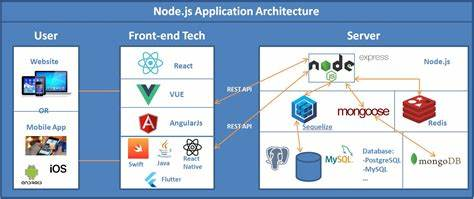 Node.js Application Architecture
User
Front-end Tech
Server
Website
OR
Mobile App
ANDROID
iOS
React
VUE
AngularJs
Swift
Java
React
Native
Flutter
REST API
REST API
node
JS
express
Node.js
Sequelize
mongoose
Redis
MySQL
Database:
-PostgreSQL
-MySQL
...
mongoDB